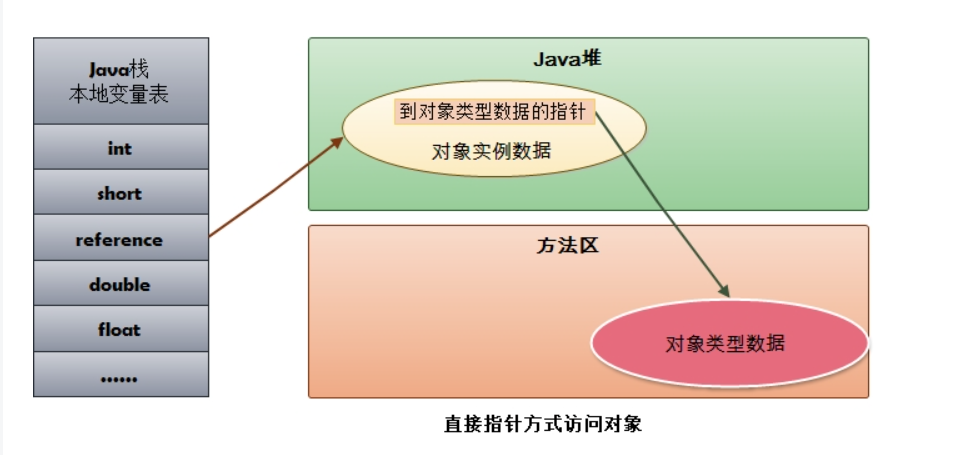 Java栈
本地变量表
int
short
reference
double
float
......
Java堆
到对象类型数据的指针
对象实例数据
方法区
对象类型数据
直接指针方式访问对象